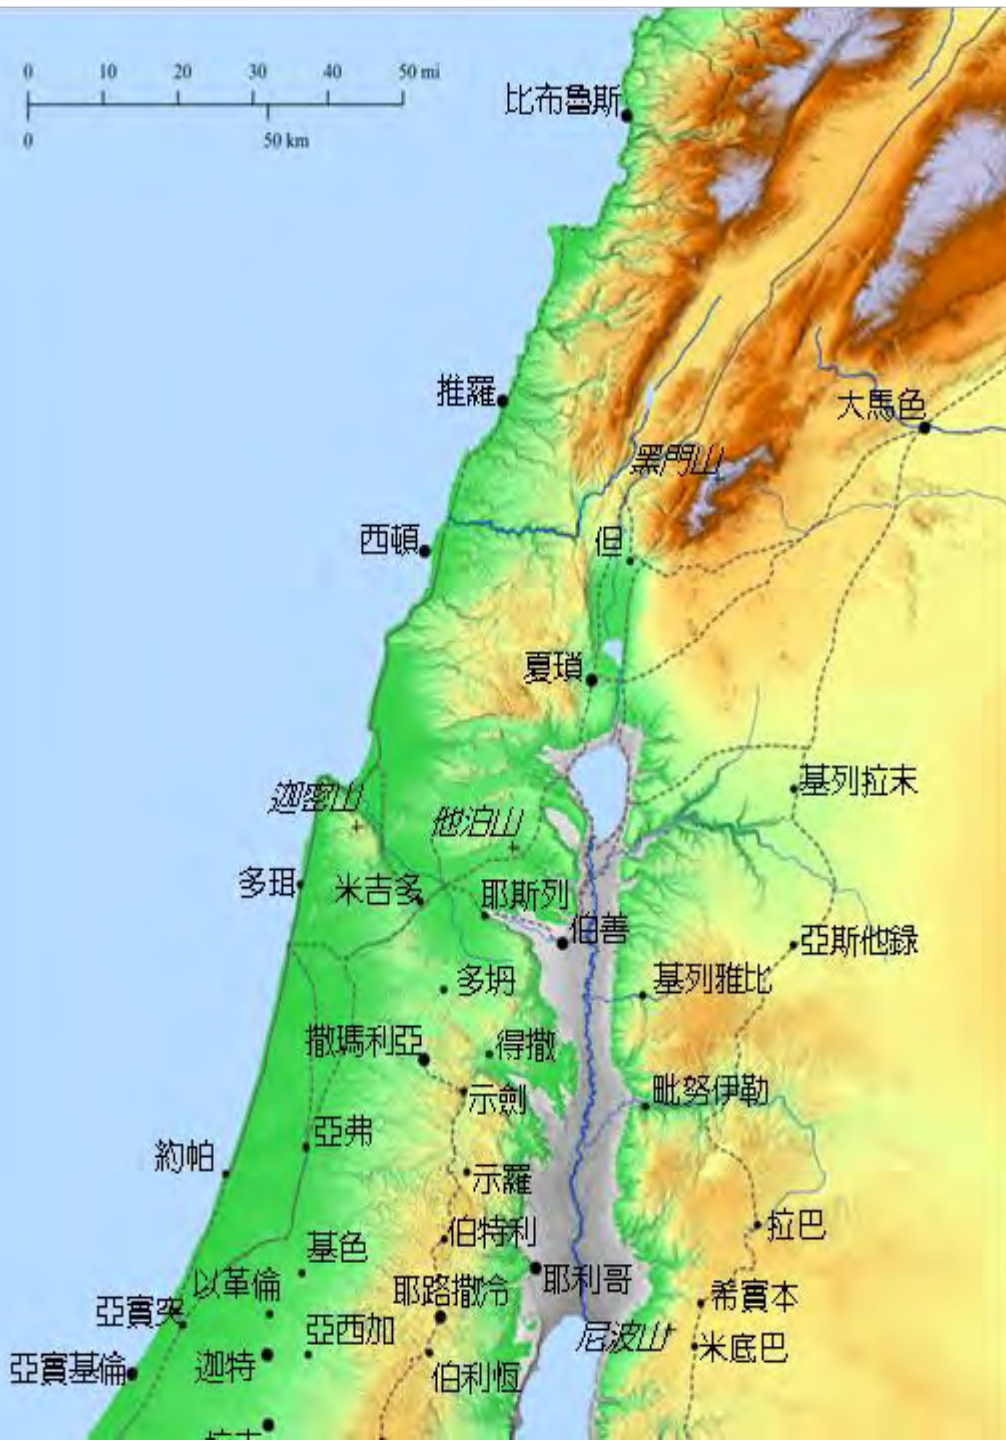 0 10 20 30 40 50 mi
0 50 km
比布魯斯
推羅
大馬色
黑門山
西頓
但
夏瑣
基列拉末
迦密山
他泊山
多珥
米吉多
耶斯列
伯善
亞斯他錄
多坍
基列雅比
撒瑪利亞
得撒
示劍
毗努伊勒
亞弗
約帕
示羅
拉巴
伯特利
基色
耶利哥
以革倫
耶路撒冷
希實本
亞實突
亞西加
尼波山
米底巴
亞實基倫
迦特
伯利恆